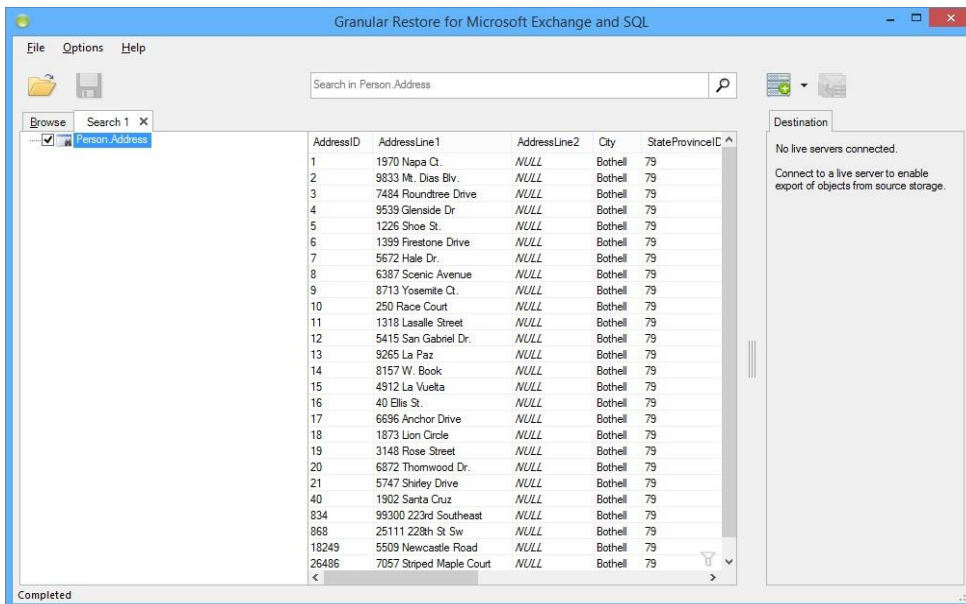 Granular Restore for Microsoft Exchange and SQL
File Options Help
Search in Person.Address
Browse Search 1
Destination
Person.Address
AddressID AddressLine1 AddressLine2 City StateProvinceID
1 1970 Napa Ct. NULL Bothell 79
2 9833 Mt. Dias Blv. NULL Bothell 79
3 7484 Roundtree Drive NULL Bothell 79
4 9539 Glenside Dr NULL Bothell 79
5 1226 Shoe St. NULL Bothell 79
6 1399 Firestone Drive NULL Bothell 79
7 5672 Hale Dr. NULL Bothell 79
8 6387 Scenic Avenue NULL Bothell 79
9 8713 Yosemite Ct. NULL Bothell 79
10 250 Race Court NULL Bothell 79
11 1318 Lasalle Street NULL Bothell 79
12 5415 San Gabriel Dr. NULL Bothell 79
13 9265 La Paz NULL Bothell 79
14 8157 W. Book NULL Bothell 79
15 4912 La Vuelta NULL Bothell 79
16 40 Ellis St. NULL Bothell 79
17 6696 Anchor Drive NULL Bothell 79
18 1873 Lion Circle NULL Bothell 79
19 3148 Rose Street NULL Bothell 79
20 6872 Thornwood Dr. NULL Bothell 79
21 5747 Shirley Drive NULL Bothell 79
40 1902 Santa Cruz NULL Bothell 79
834 99300 223rd Southeast NULL Bothell 79
868 25111 228th St Sw NULL Bothell 79
18249 5509 Newcastle Road NULL Bothell 79
26486 7057 Striped Maple Court NULL Bothell 79
No live servers connected.
Connect to a live server to enable
export of objects from source storage.
Completed